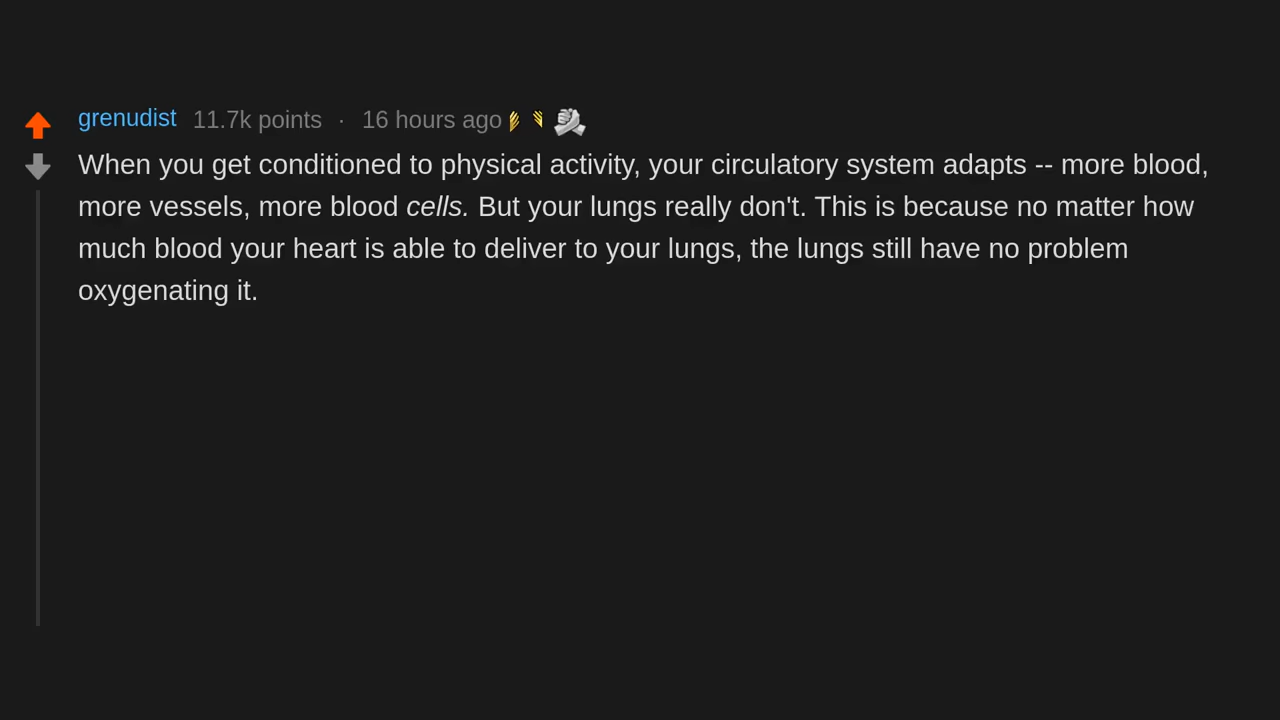 grenudist 11.7k points · 16 hours ago
When you get conditioned to physical activity, your circulatory system adapts -- more blood,
more vessels, more blood cells. But your lungs really don't. This is because no matter how
much blood your heart is able to deliver to your lungs, the lungs still have no problem
oxygenating it.